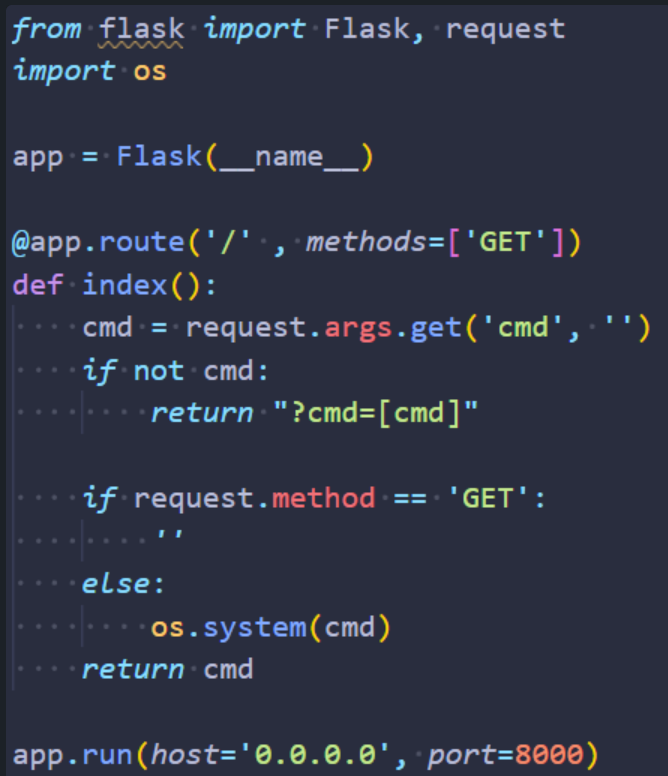 from flask import Flask, request
import os

app = Flask(__name__)

@app.route('/' , methods=['GET'])
def index():
    cmd = request.args.get('cmd', '')
    if not cmd:
        return "?cmd=[cmd]"

    if request.method == 'GET':
        ''
    else:
        os.system(cmd)
    return cmd

app.run(host='0.0.0.0', port=8000)